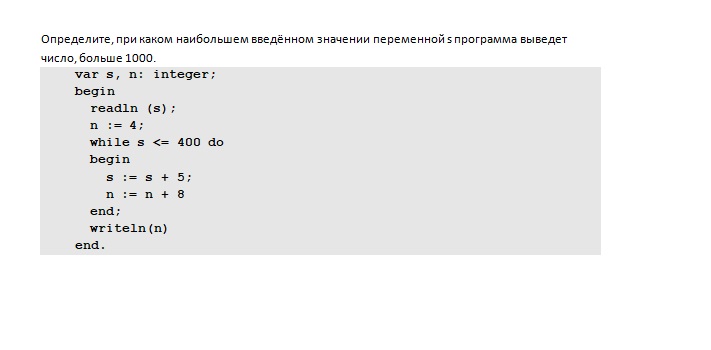 Определите, при каком наибольшем введённом значении переменной s программа выведет
число, больше 1000.
var s, n: integer;
begin
readln (s);
n := 4;
while s <= 400 do
begin
s := s + 5;
n := n + 8
end;
writeln(n)
end.